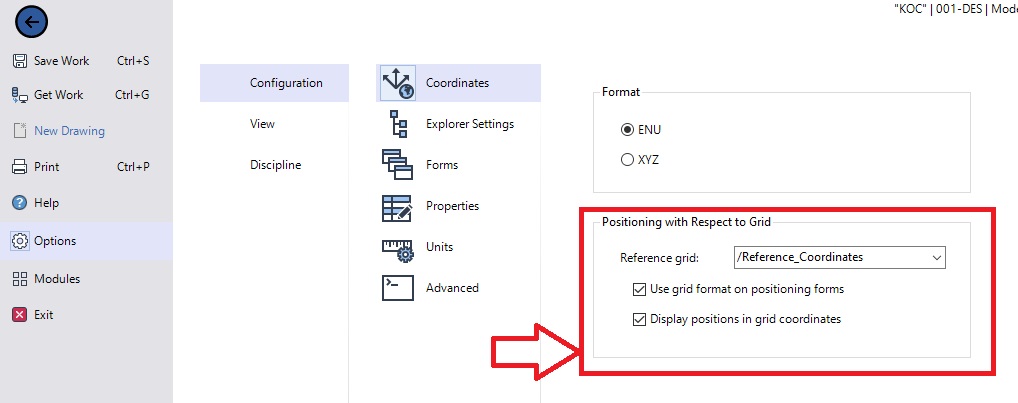 "KOC" | 001-DES | Mode
Save Work Ctrl+S
Get Work Ctrl+G
New Drawing
Print Ctrl+P
Help
Options
Modules
Exit
Configuration
View
Discipline
Coordinates
Explorer Settings
Forms
Properties
Units
Advanced
Format
ENU
XYZ
Positioning with Respect to Grid
Reference grid: /Reference_Coordinates
Use grid format on positioning forms
Display positions in grid coordinates